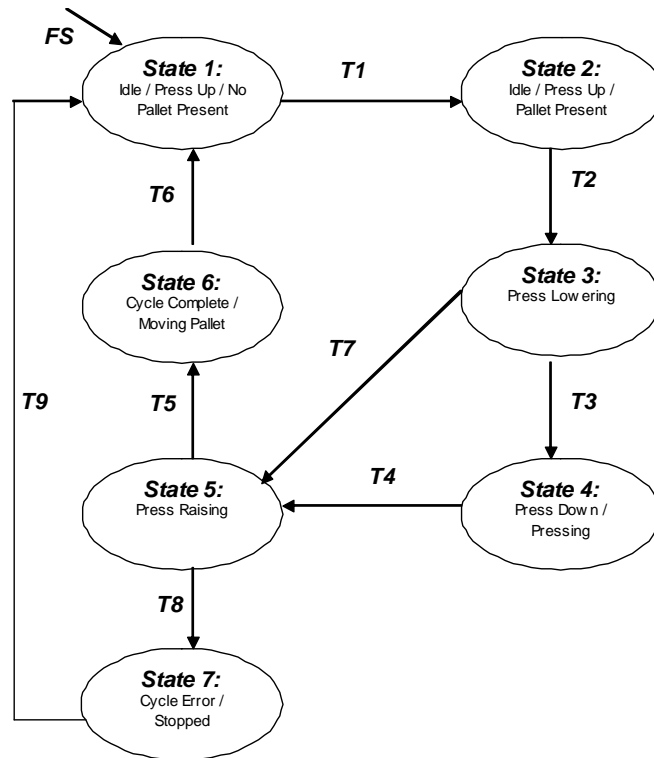 FS
State 1:
Idle / Press Up / No
Pallet Present
T1
State 2:
Idle / Press Up /
Pallet Present
T2
T6
State 6:
Cycle Complete /
Moving Pallet
State 3:
Press Lowering
T7
T9
T5
T3
State 5:
Press Raising
T4
State 4:
Press Down /
Pressing
T8
State 7:
Cycle Error /
Stopped